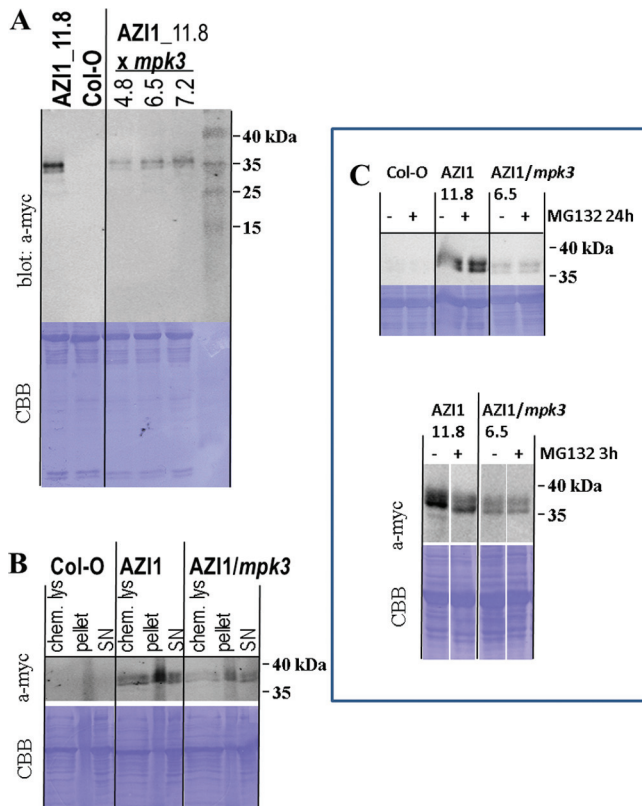 A
AZI1_11.8
Col-O
AZI1_11.8
x mpk3
4.8
6.5
7.2
40 kDa
35
25
15
blot: a-myc
CBB
B
Col-O AZI1 AZI1/mpk3
chem. lys
pellet
SN
chem. lys
pellet
SN
chem. lys
pellet
SN
40 kDa
35
a-myc
CBB
C
Col-O AZI1 AZI1/mpk3
11.8 6.5
- + - + - + MG132 24h
40 kDa
35
AZI1 AZI1/mpk3
11.8 6.5
- + - + MG132 3h
40 kDa
35
a-myc
CBB